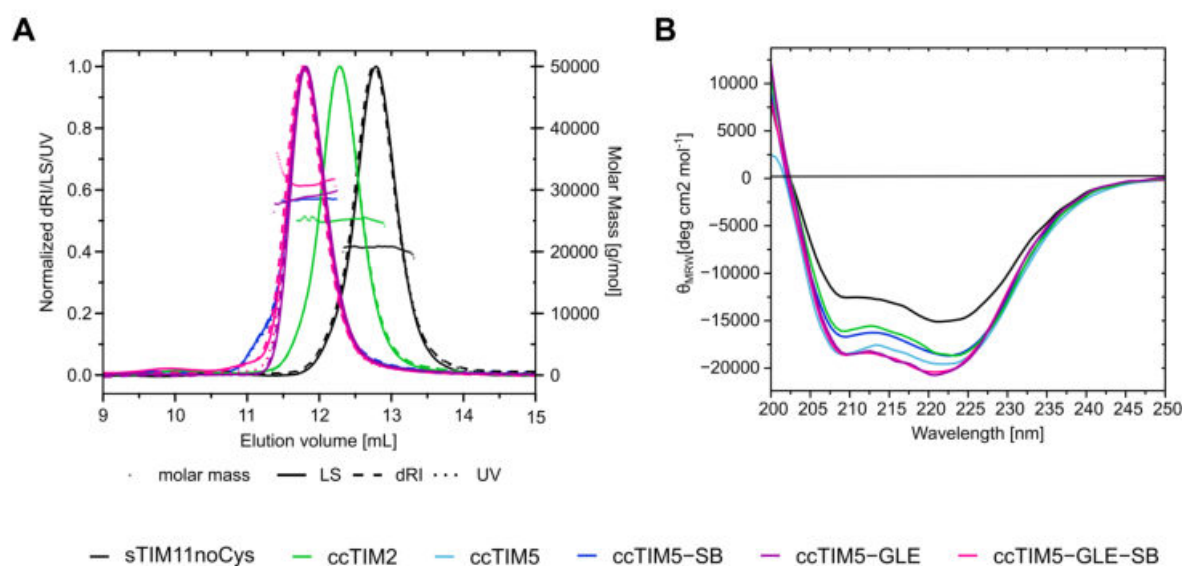 A
Normalized dRI/LS/UV
1.0
0.8
0.6
0.4
0.2
0.0
50000
40000
30000
20000
10000
0
Molar Mass [g/mol]
9 10 11 12 13 14 15
Elution volume [mL]
molar mass LS dRI UV
B
θMRW[deg cm2 mol-1]
10000
5000
0
−5000
−10000
−15000
−20000
200 205 210 215 220 225 230 235 240 245 250
Wavelength [nm]
sTIM11noCys ccTIM2 ccTIM5 ccTIM5−SB ccTIM5−GLE ccTIM5−GLE−SB